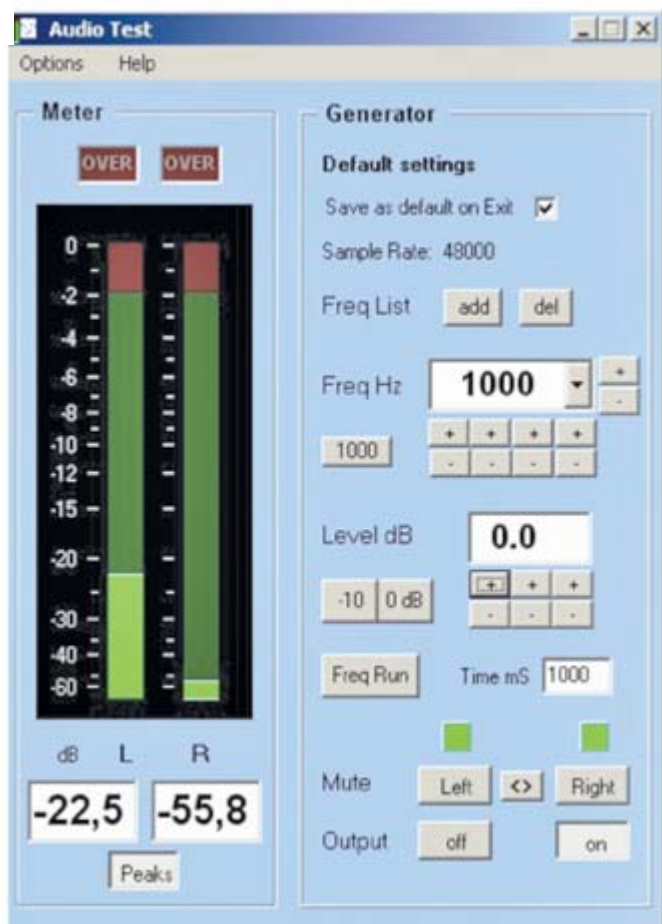 Audio Test
Options Help
Meter
OVER OVER
0
-2
-4
-6
-8
-10
-12
-15
-20
-30
-40
-60
dB L R
-22,5 -55,8
Peaks
Generator
Default settings
Save as default on Exit
Sample Rate: 48000
Freq List add del
Freq Hz 1000 +
-
1000 + + + +
- - - -
Level dB 0.0
-10 0 dB + + +
- - -
Freq Run Time mS 1000
Mute Left <> Right
Output off on